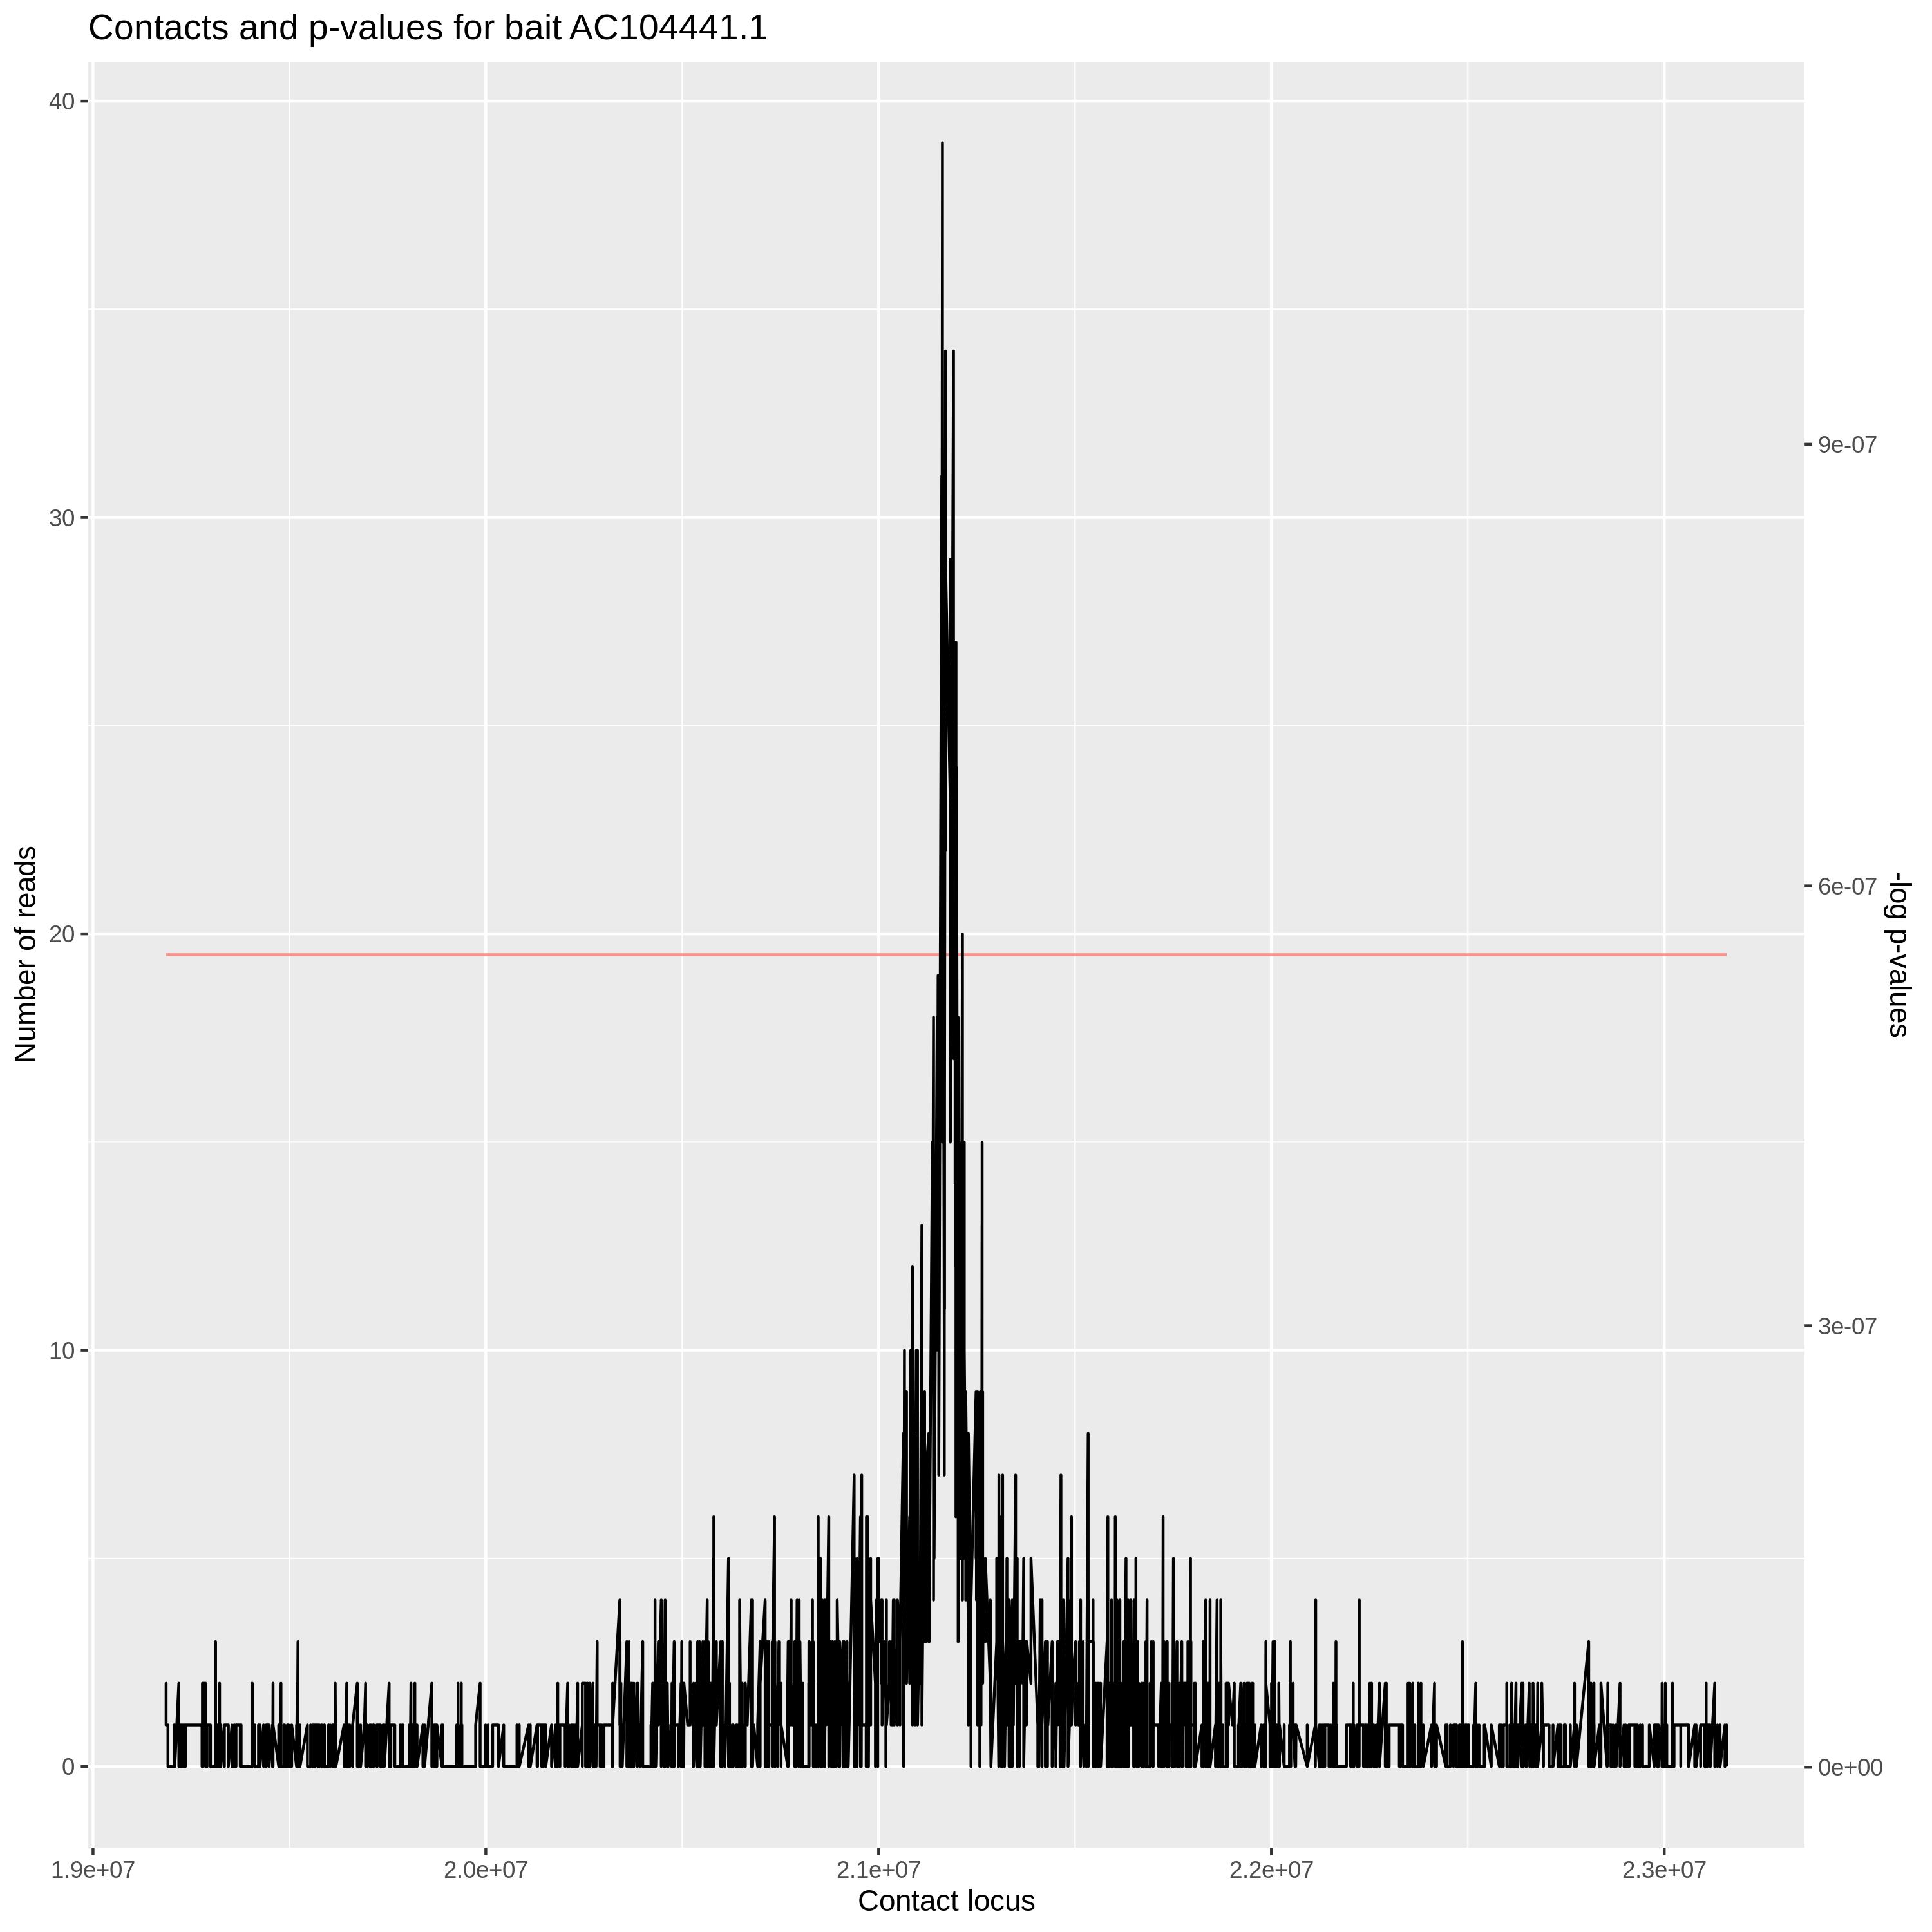 Contacts and p-values for bait AC104441.1
40
30
20
10
0
Number of reads
9e-07
6e-07
3e-07
0e+00
-log p-values
1.9e+07 2.0e+07 2.1e+07 2.2e+07 2.3e+07
Contact locus